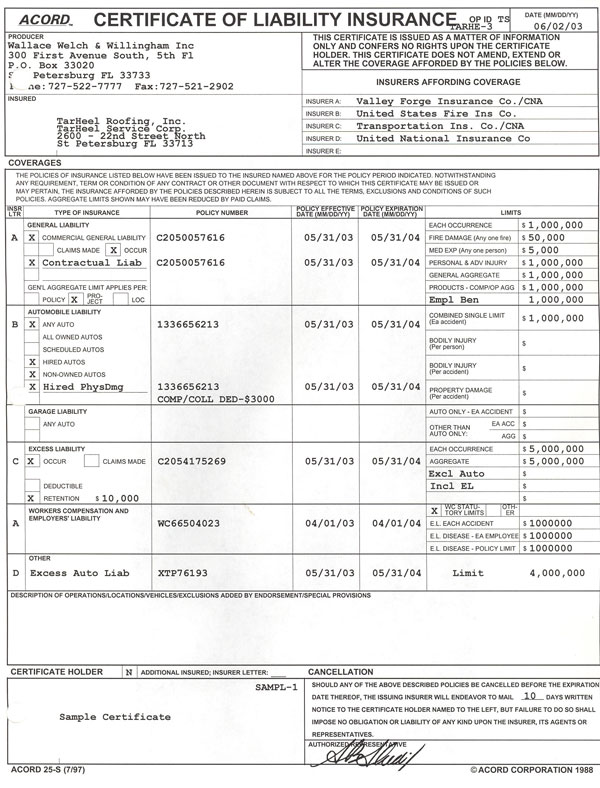 ACORD CERTIFICATE OF LIABILITY INSURANCE OP ID TS TARHE-3
DATE (MM/DD/YY)
06/02/03
PRODUCER
Wallace Welch & Willingham Inc
300 First Avenue South, 5th Fl
P.O. Box 33020
Petersburg FL 33733
ne:727-522-7777 Fax:727-521-2902
THIS CERTIFICATE IS ISSUED AS A MATTER OF INFORMATION
ONLY AND CONFERS NO RIGHTS UPON THE CERTIFICATE
HOLDER. THIS CERTIFICATE DOES NOT AMEND, EXTEND OR
ALTER THE COVERAGE AFFORDED BY THE POLICIES BELOW.
INSURERS AFFORDING COVERAGE
INSURED
TarHeel Roofing, Inc.
TarHeel Service Corp.
2600 - 22nd Street North
St Petersburg FL 33713
INSURER A: Valley Forge Insurance Co./CNA
INSURER B: United States Fire Ins Co.
INSURER C: Transportation Ins. Co./CNA
INSURER D: United National Insurance Co
INSURER E:
COVERAGES
THE POLICIES OF INSURANCE LISTED BELOW HAVE BEEN ISSUED TO THE INSURED NAMED ABOVE FOR THE POLICY PERIOD INDICATED. NOTWITHSTANDING
ANY REQUIREMENT, TERM OR CONDITION OF ANY CONTRACT OR OTHER DOCUMENT WITH RESPECT TO WHICH THIS CERTIFICATE MAY BE ISSUED OR
MAY PERTAIN, THE INSURANCE AFFORDED BY THE POLICIES DESCRIBED HEREIN IS SUBJECT TO ALL THE TERMS, EXCLUSIONS AND CONDITIONS OF SUCH
POLICIES. AGGREGATE LIMITS SHOWN MAY HAVE BEEN REDUCED BY PAID CLAIMS.
INSR LTR TYPE OF INSURANCE POLICY NUMBER POLICY EFFECTIVE DATE (MM/DD/YY) POLICY EXPIRATION DATE (MM/DD/YY) LIMITS
GENERAL LIABILITY EACH OCCURRENCE $ 1,000,000
A X COMMERCIAL GENERAL LIABILITY C2050057616 05/31/03 05/31/04 FIRE DAMAGE (Any one fire) $ 50,000
CLAIMS MADE X OCCUR MED EXP (Any one person) $ 5,000
X Contractual Liab C2050057616 05/31/03 05/31/04 PERSONAL & ADV INJURY $ 1,000,000
GENERAL AGGREGATE $ 1,000,000
GEN'L AGGREGATE LIMIT APPLIES PER: PRODUCTS - COMP/OP AGG $ 1,000,000
POLICY X PRO-JECT LOC Empl Ben 1,000,000
AUTOMOBILE LIABILITY
B X ANY AUTO 1336656213 05/31/03 05/31/04 COMBINED SINGLE LIMIT (Ea accident) $ 1,000,000
ALL OWNED AUTOS
SCHEDULED AUTOS BODILY INJURY (Per person) $
X HIRED AUTOS
X NON-OWNED AUTOS BODILY INJURY (Per accident) $
X Hired PhysDmg 1336656213 05/31/03 05/31/04 PROPERTY DAMAGE (Per accident) $
COMP/COLL DED-$3000
GARAGE LIABILITY AUTO ONLY - EA ACCIDENT $
ANY AUTO OTHER THAN AUTO ONLY: EA ACC $
AGG $
EXCESS LIABILITY EACH OCCURRENCE $ 5,000,000
C X OCCUR CLAIMS MADE C2054175269 05/31/03 05/31/04 AGGREGATE $ 5,000,000
Excl Auto $
DEDUCTIBLE Incl EL $
X RETENTION $ 10,000 $
WORKERS COMPENSATION AND EMPLOYERS' LIABILITY X WC STATU-TORY LIMITS OTH-ER
A WC66504023 04/01/03 04/01/04 E.L. EACH ACCIDENT $ 1000000
E.L. DISEASE - EA EMPLOYEE $ 1000000
E.L. DISEASE - POLICY LIMIT $ 1000000
OTHER
D Excess Auto Liab XTP76193 05/31/03 05/31/04 Limit 4,000,000
DESCRIPTION OF OPERATIONS/LOCATIONS/VEHICLES/EXCLUSIONS ADDED BY ENDORSEMENT/SPECIAL PROVISIONS
CERTIFICATE HOLDER N ADDITIONAL INSURED; INSURER LETTER:
SAMPL-1
Sample Certificate
CANCELLATION
SHOULD ANY OF THE ABOVE DESCRIBED POLICIES BE CANCELLED BEFORE THE EXPIRATION
DATE THEREOF, THE ISSUING INSURER WILL ENDEAVOR TO MAIL 10 DAYS WRITTEN
NOTICE TO THE CERTIFICATE HOLDER NAMED TO THE LEFT, BUT FAILURE TO DO SO SHALL
IMPOSE NO OBLIGATION OR LIABILITY OF ANY KIND UPON THE INSURER, ITS AGENTS OR
REPRESENTATIVES.
AUTHORIZED REPRESENTATIVE
ACORD 25-S (7/97) ©ACORD CORPORATION 1988